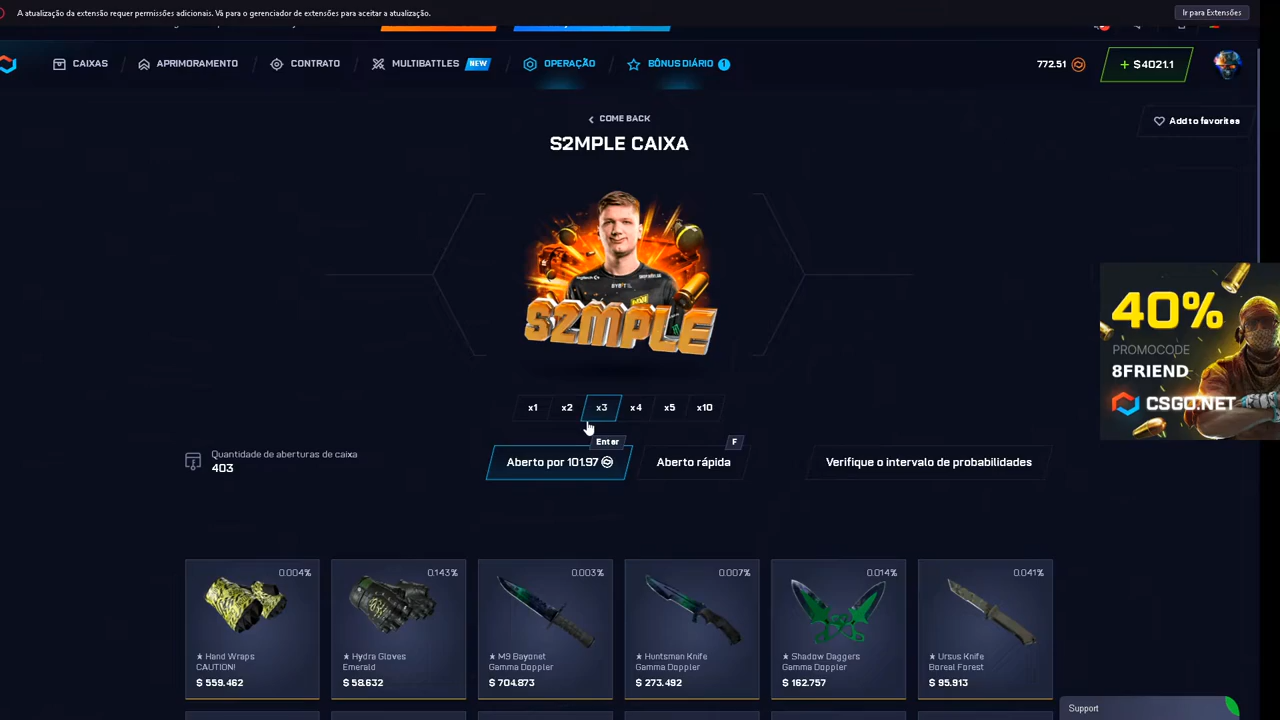 A atualização da extensão requer permissões adicionais. Vá para o gerenciador de extensões para aceitar a atualização.
Ir para Extensões
CAIXAS
APRIMORAMENTO
CONTRATO
MULTIBATTLES NEW
OPERAÇÃO
BÔNUS DIÁRIO 1
772.51
+ $4021.1
COME BACK
S2MPLE CAIXA
Add to favorites
S2MPLE
40%
PROMOCODE
8FRIEND
CSGO.NET
x1
x2
x3
x4
x5
x10
Enter
F
Quantidade de aberturas de caixa
403
Aberto por 101.97
Aberto rápida
Verifique o intervalo de probabilidades
0.004%
★ Hand Wraps
CAUTION!
$ 559.462
0.143%
★ Hydra Gloves
Emerald
$ 58.632
0.003%
★ M9 Bayonet
Gamma Doppler
$ 704.873
0.007%
★ Huntsman Knife
Gamma Doppler
$ 273.492
0.014%
★ Shadow Daggers
Gamma Doppler
$ 162.757
0.041%
★ Ursus Knife
Boreal Forest
$ 95.913
Support